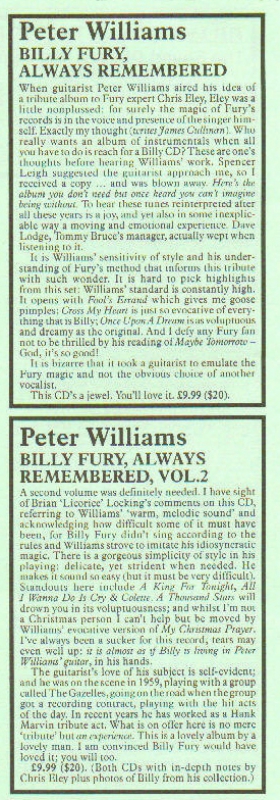 Peter Williams
BILLY FURY,
ALWAYS REMEMBERED
When guitarist Peter Williams aired his idea of
a tribute album to Fury expert Chris Eley, Eley was a
little nonplussed: for surely the magic of Fury's
records is in the voice and presence of the singer him-
self. Exactly my thought (writes James Cullinan). Who
really wants an album of instrumentals when all
you have to do is reach for a Billy CD? These are one's
thoughts before hearing Williams' work. Spencer
Leigh suggested the guitarist approach me, so I
received a copy ... and was blown away. Here's the
album you don't need but once heard you can't imagine
being without. To hear these tunes reinterpreted after
all these years is a joy, and yet also in some inexplic-
able way a moving and emotional experience. Dave
Lodge, Tommy Bruce's manager, actually wept when
listening to it.
It is Williams' sensitivity of style and his under-
standing of Fury's method that informs this tribute
with such wonder. It is hard to pick highlights
from this set: Williams' standard is constantly high.
It opens with Fool's Errand which gives me goose
pimples; Cross My Heart is just so evocative of every-
thing that is Billy; Once Upon A Dream is as voluptuous
and dreamy as the original. And I defy any Fury fan
not to be thrilled by his reading of Maybe Tomorrow –
God, it's so good!
It is bizarre that it took a guitarist to emulate the
Fury magic and not the obvious choice of another
vocalist.
This CD's a jewel. You'll love it. £9.99 ($20).
Peter Williams
BILLY FURY, ALWAYS
REMEMBERED, VOL.2
A second volume was definitely needed. I have sight
of Brian 'Licorice' Locking's comments on this CD,
referring to Williams' 'warm, melodic sound' and
acknowledging how difficult some of it must have
been, for Billy Fury didn't sing according to the
rules and Williams strove to imitate his idiosyncratic
magic. There is a gorgeous simplicity of style in his
playing: delicate, yet strident when needed. He
makes it sound so easy (but it must be very difficult).
Standouts here include A King For Tonight, All
I Wanna Do Is Cry & Colette. A Thousand Stars will
drown you in its voluptuousness; and whilst I'm not
a Christmas person I can't help but be moved by
Williams' evocative version of My Christmas Prayer.
I've always been a sucker for this record; tears may
even well up: it is almost as if Billy is living in Peter
Williams' guitar, in his hands.
The guitarist's love of his subject is self-evident;
and he was on the scene in 1959, playing with a group
called The Gazelles, going on the road when the group
got a recording contract, playing with the hit acts
of the day. In recent years he has worked as a Hank
Marvin tribute act. What is on offer here is no mere
'tribute' but an experience. This is a lovely album by a
lovely man. I am convinced Billy Fury would have
loved it; you will too.
£9.99 ($20). (Both CDs with in-depth notes by
Chris Eley plus photos of Billy from his collection.)